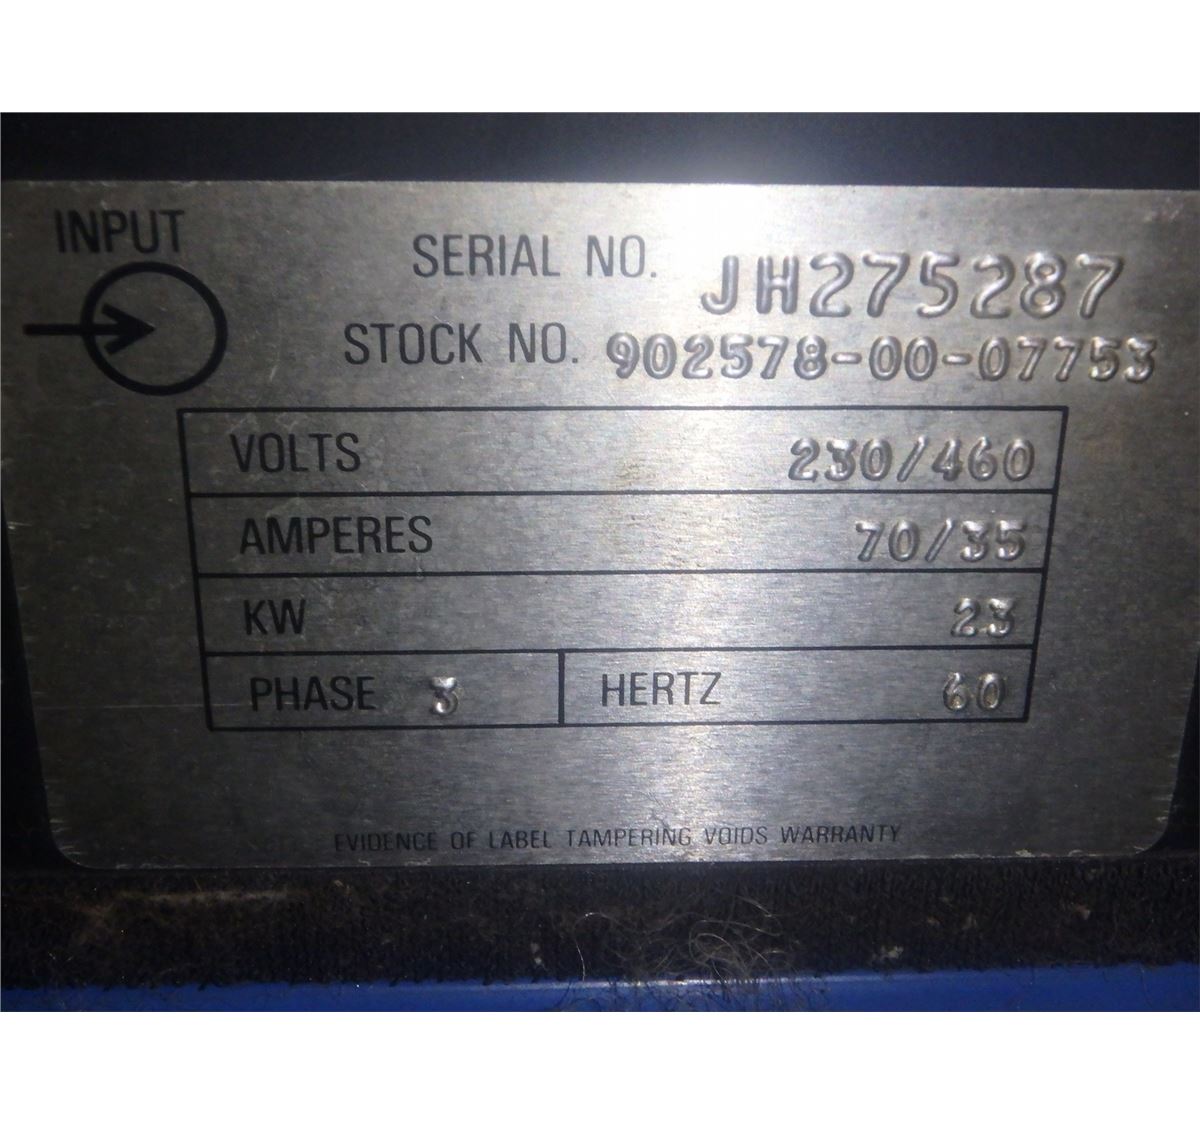 INPUT
SERIAL NO. JH275287
STOCK NO. 902578-00-07753
VOLTS 230/460
AMPERES 70/35
KW 23
PHASE 3 HERTZ 60
EVIDENCE OF LABEL TAMPERING VOIDS WARRANTY